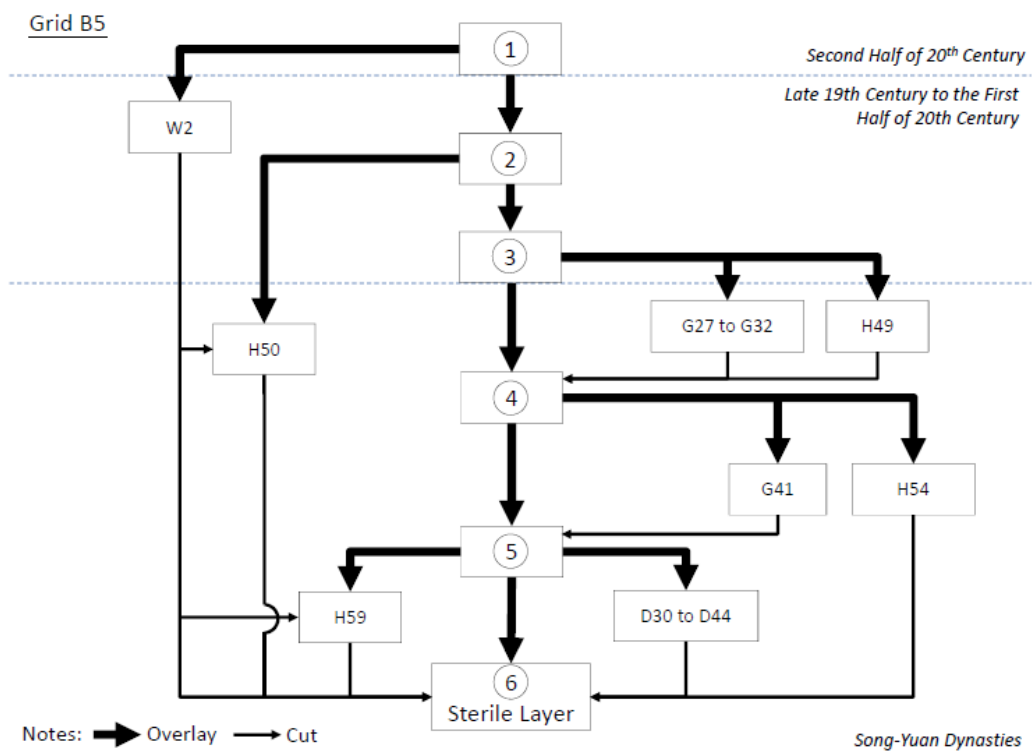 Grid B5
1
Second Half of 20th Century
Late 19th Century to the First
Half of 20th Century
W2
2
3
G27 to G32
H49
H50
4
G41
H54
5
H59
D30 to D44
6
Sterile Layer
Notes: Overlay Cut
Song-Yuan Dynasties